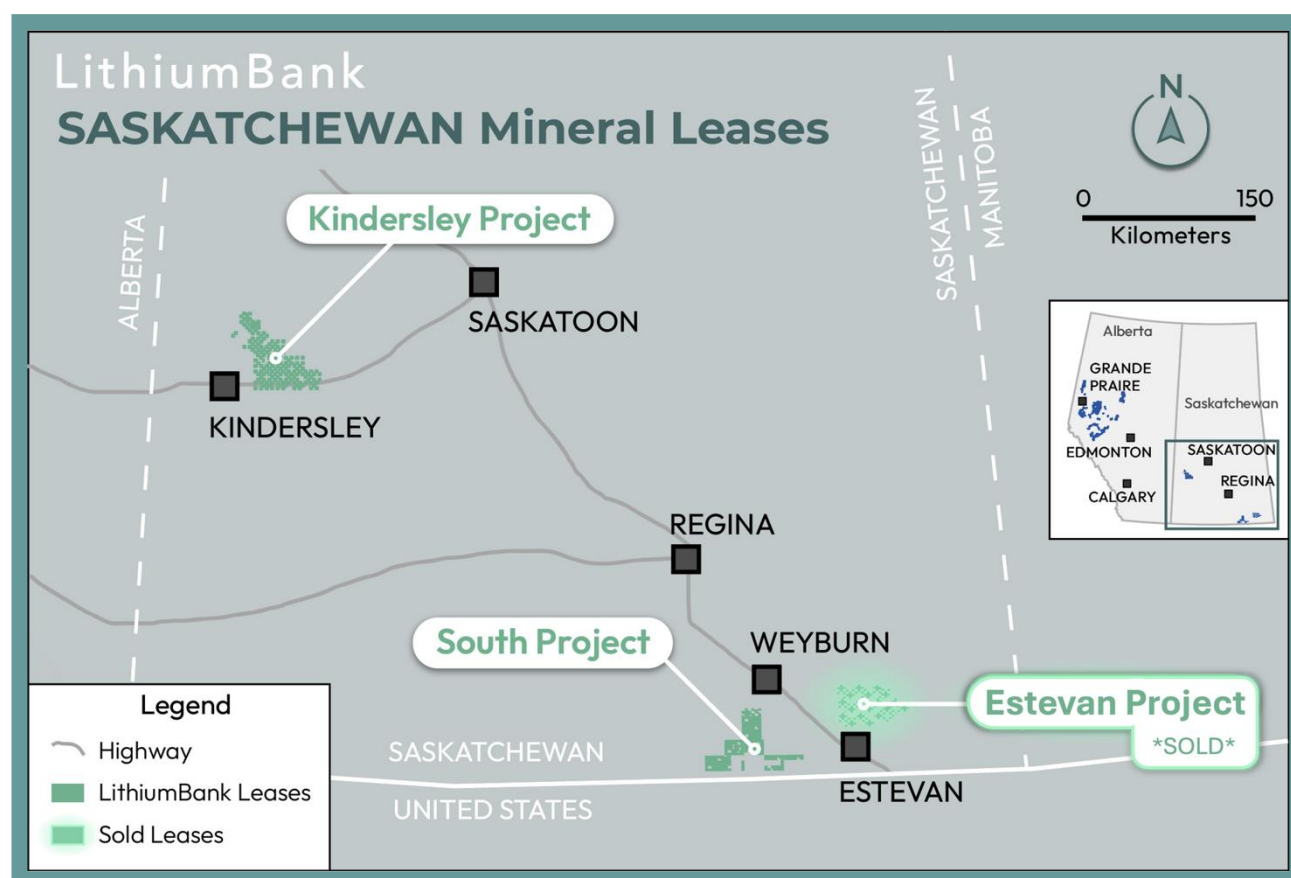 LithiumBank
SASKATCHEWAN Mineral Leases
N
0 150
Kilometers
SASKATCHEWAN
MANITOBA
ALBERTA
Kindersley Project
SASKATOON
KINDERSLEY
Alberta
GRANDE
PRAIRE
Saskatchewan
EDMONTON
SASKATOON
CALGARY
REGINA
REGINA
South Project
WEYBURN
Estevan Project
*SOLD*
ESTEVAN
SASKATCHEWAN
UNITED STATES
Legend
Highway
LithiumBank Leases
Sold Leases